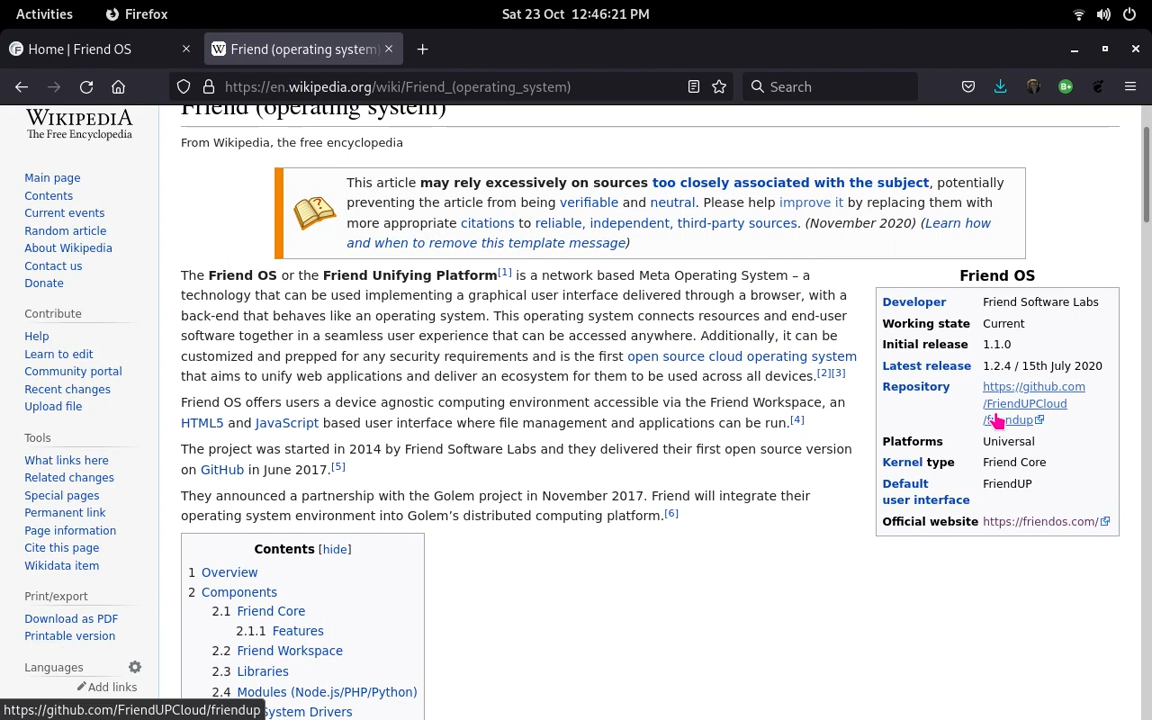 Activities Firefox Sat 23 Oct 12:46:21 PM
Home | Friend OS
Friend (operating system)
https://en.wikipedia.org/wiki/Friend_(operating_system)
Search
WIKIPEDIA
The Free Encyclopedia
Main page
Contents
Current events
Random article
About Wikipedia
Contact us
Donate
Contribute
Help
Learn to edit
Community portal
Recent changes
Upload file
Tools
What links here
Related changes
Special pages
Permanent link
Page information
Cite this page
Wikidata item
Print/export
Download as PDF
Printable version
Languages
Add links
Friend (operating system)
From Wikipedia, the free encyclopedia
This article may rely excessively on sources too closely associated with the subject, potentially
preventing the article from being verifiable and neutral. Please help improve it by replacing them with
more appropriate citations to reliable, independent, third-party sources. (November 2020) (Learn how
and when to remove this template message)
The Friend OS or the Friend Unifying Platform[1] is a network based Meta Operating System – a
technology that can be used implementing a graphical user interface delivered through a browser, with a
back-end that behaves like an operating system. This operating system connects resources and end-user
software together in a seamless user experience that can be accessed anywhere. Additionally, it can be
customized and prepped for any security requirements and is the first open source cloud operating system
that aims to unify web applications and deliver an ecosystem for them to be used across all devices.[2][3]
Friend OS offers users a device agnostic computing environment accessible via the Friend Workspace, an
HTML5 and JavaScript based user interface where file management and applications can be run.[4]
The project was started in 2014 by Friend Software Labs and they delivered their first open source version
on GitHub in June 2017.[5]
They announced a partnership with the Golem project in November 2017. Friend will integrate their
operating system environment into Golem’s distributed computing platform.[6]
Friend OS
Developer Friend Software Labs
Working state Current
Initial release 1.1.0
Latest release 1.2.4 / 15th July 2020
Repository https://github.com
/FriendUPCloud
/friendup
Platforms Universal
Kernel type Friend Core
Default FriendUP
user interface
Official website https://friendos.com/
Contents [hide]
1 Overview
2 Components
2.1 Friend Core
2.1.1 Features
2.2 Friend Workspace
2.3 Libraries
2.4 Modules (Node.js/PHP/Python)
System Drivers
https://github.com/FriendUPCloud/friendup